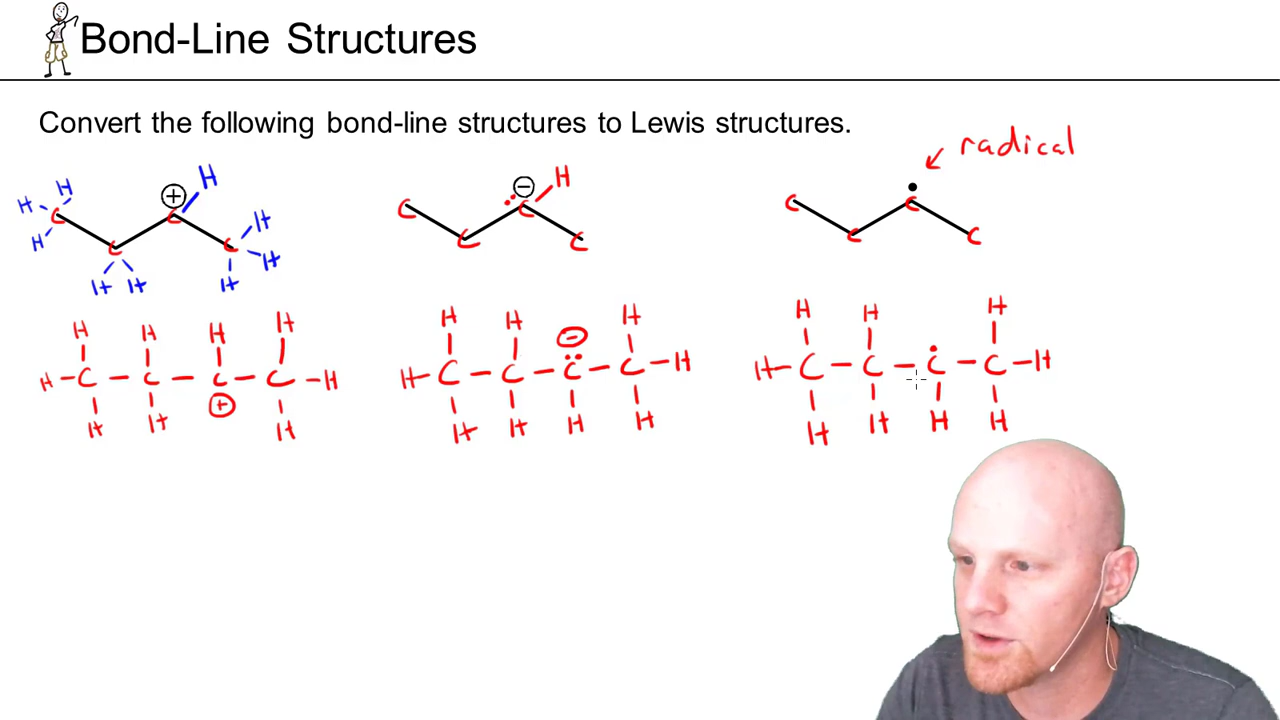 Bond-Line Structures
Convert the following bond-line structures to Lewis structures.
radical
H H ⊕ H
H C C H
C C H
H H H
⊖ H
C C
C C
C C
C C
H H H H
H – C – C – C – C – H
H H ⊕ H
H H ⊖ H
H – C – C – C̈ – C – H
H H H H
H H H
H – C – C – Ċ – C – H
H H H H